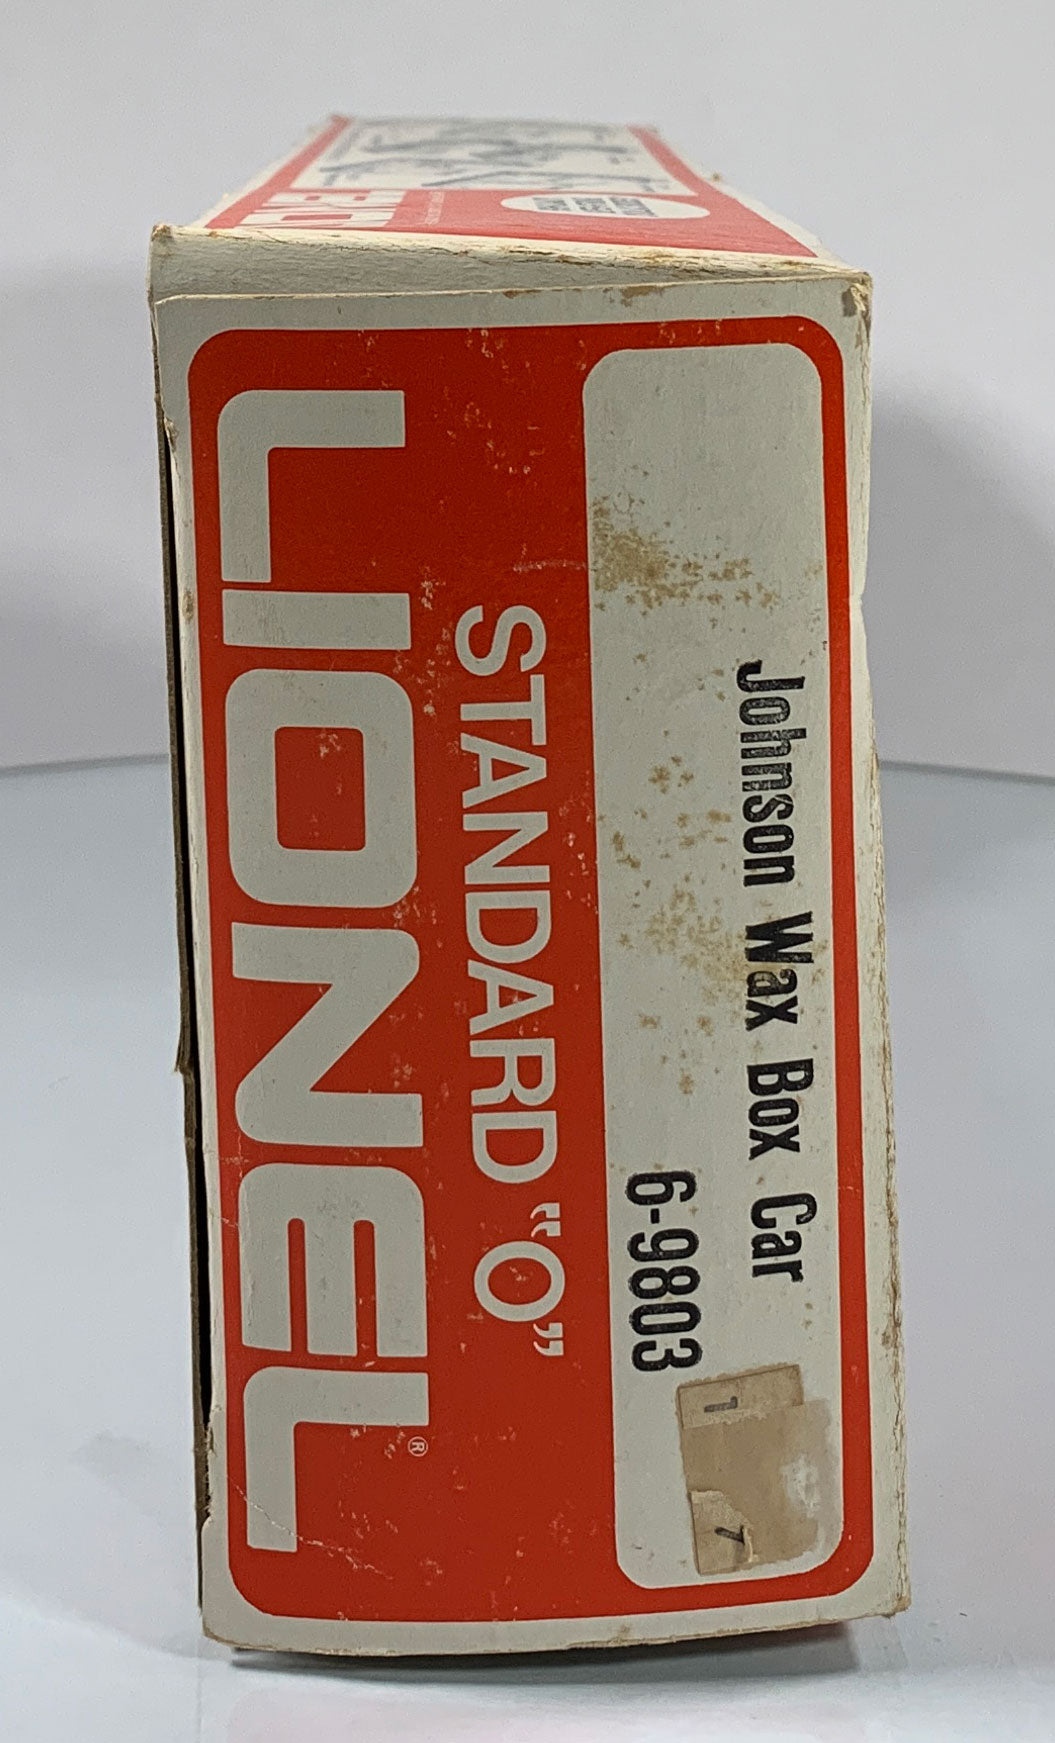 Johnson Wax Box Car
6-9803
STANDARD "O"
LIONEL®